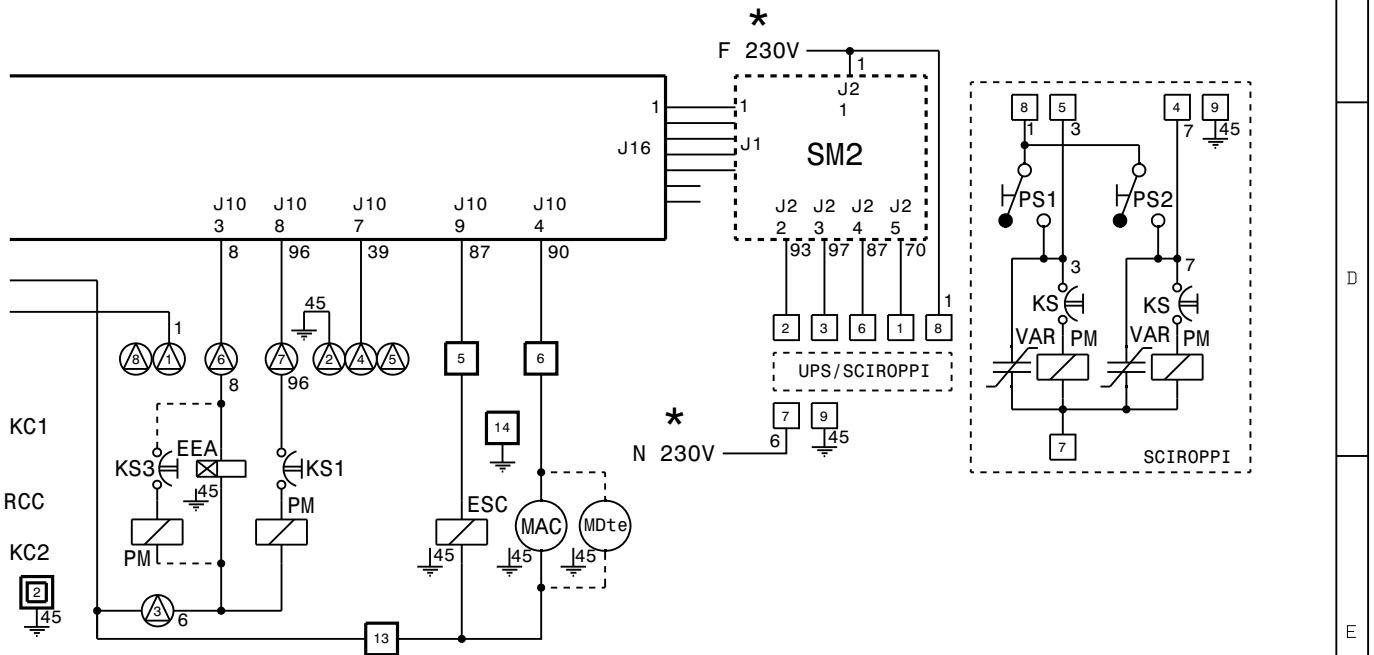 *
F 230V
1
J2
1
8 5 4 9
1 3 7 45
1 1
J16 J1
SM2
PS1 PS2
J10 J10 J10 J10 J10
3 8 7 9 4
8 96 39 87 90
J2 J2 J2 J2
2 3 4 5
93 97 87 70
D
3 7
KS KS
VAR PM VAR PM
45
1
1
8 1 6 7 2 4 5
5 6
2 3 6 1 8
8 96
UPS/SCIROPPI
*
7 9
6 45
N 230V
14
7
SCIROPPI
KC1
KS3 EEA KS1
45
RCC
PM
ESC
MAC MDte
PM
45 45 45
KC2
2
45
3
6
13
E